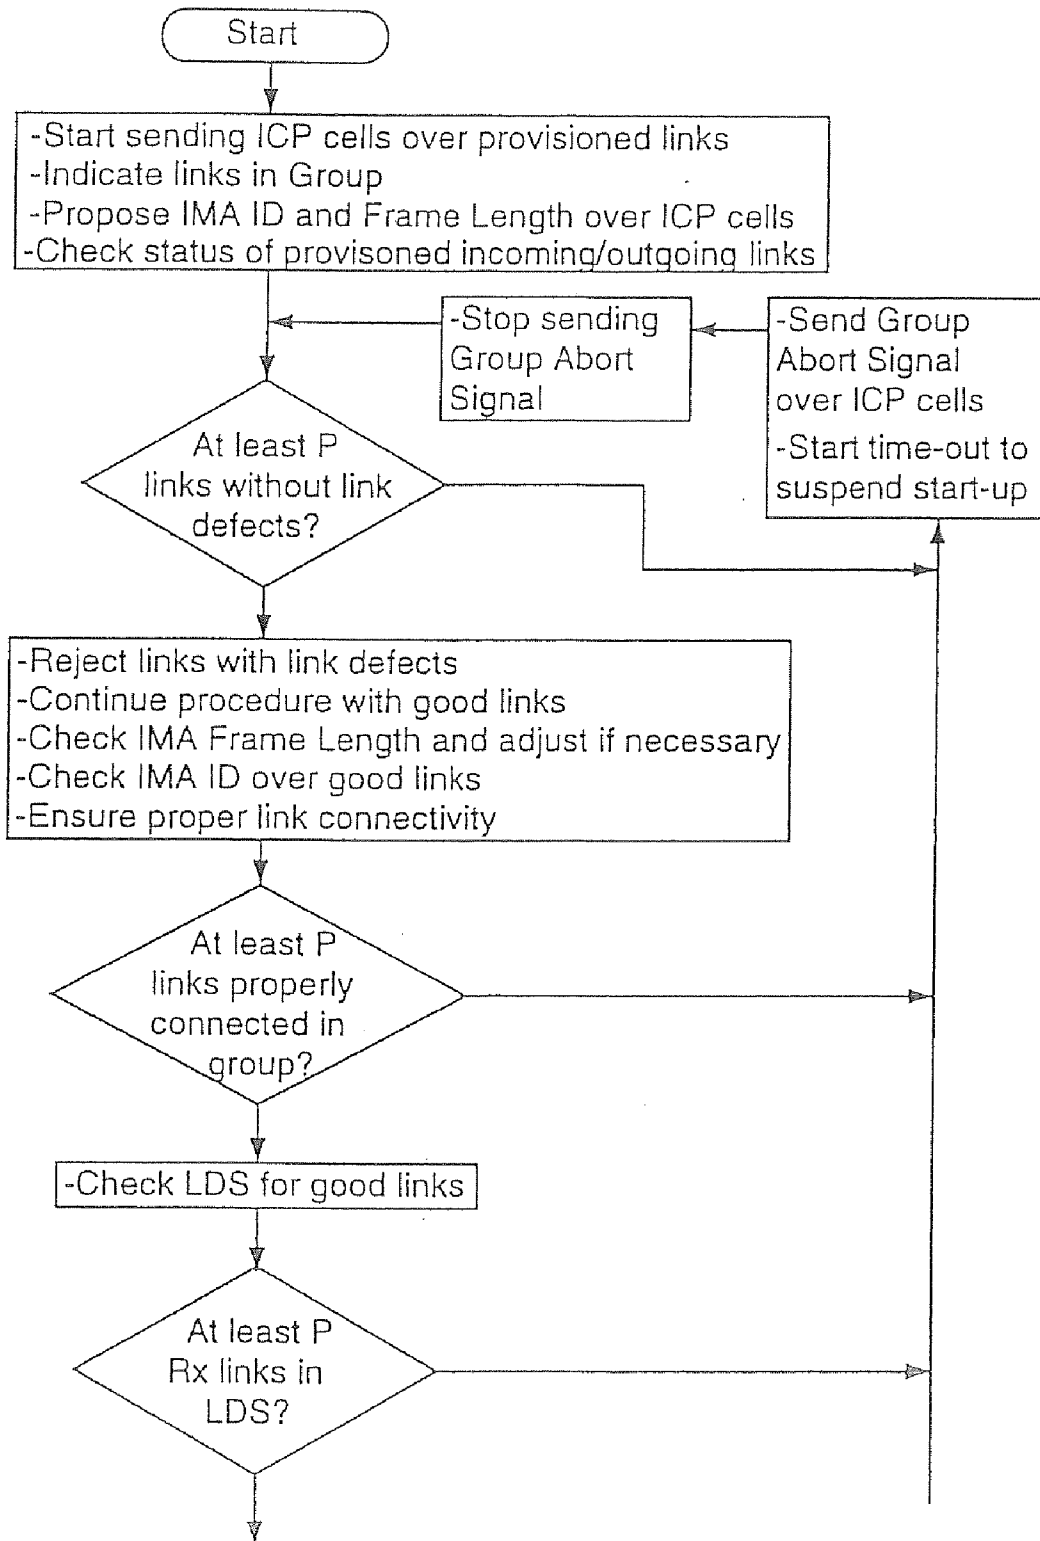 Start
-Start sending ICP cells over provisioned links
-Indicate links in Group
-Propose IMA ID and Frame Length over ICP cells
-Check status of provisoned incoming/outgoing links
-Stop sending
Group Abort
Signal
-Send Group
Abort Signal
over ICP cells
-Start time-out to
suspend start-up
At least P
links without link
defects?
-Reject links with link defects
-Continue procedure with good links
-Check IMA Frame Length and adjust if necessary
-Check IMA ID over good links
-Ensure proper link connectivity
At least P
links properly
connected in
group?
-Check LDS for good links
At least P
Rx links in
LDS?